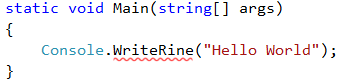 static void Main(string[] args)
{
    Console.WriteRine("Hello World");
}